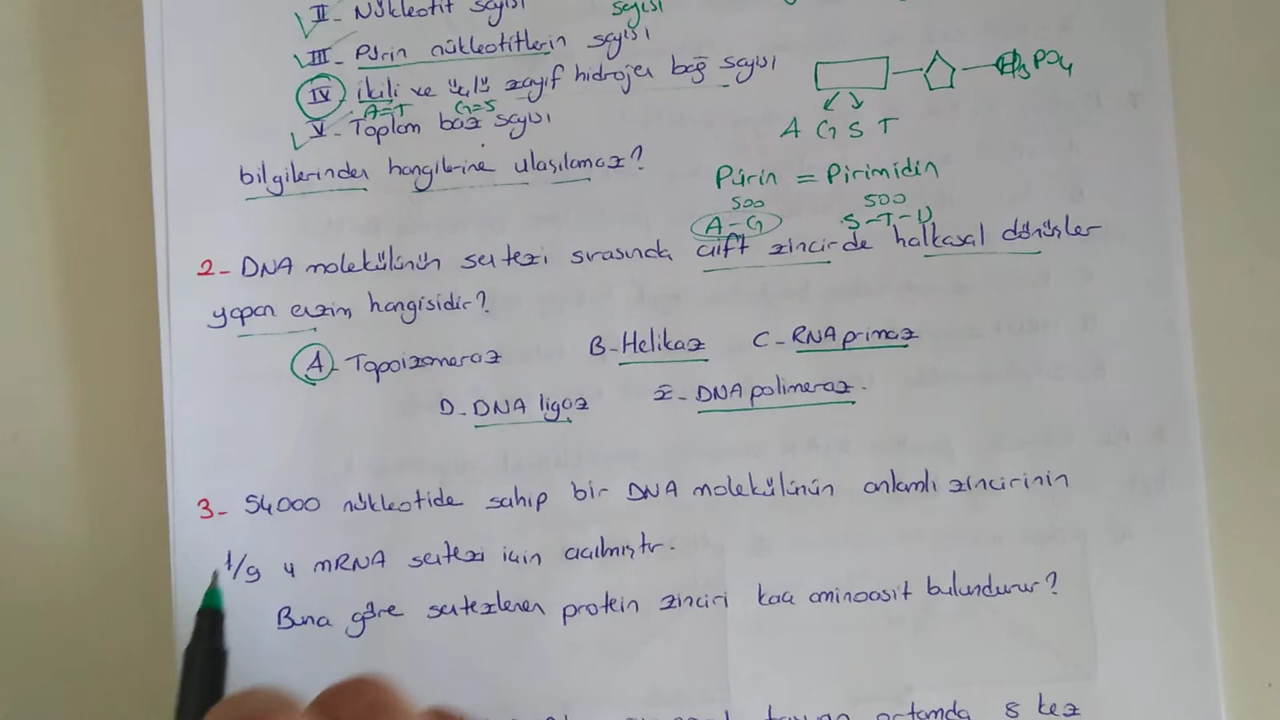 II- Nükleotit sayısı sayısı
III- Pürin nükleotitlerin sayısı
IV ikili ve üçlü zayıf hidrojen bağ sayısı PO4
A=T G≡S
V- Toplam baz sayısı
A G S T
bilgilerinden hangilerine ulaşılamaz?
Pürin = Pirimidin
500 500
A-G S-T-U
2- DNA molekülünün sentezi sırasında çift zincirde halkasal dönüşler
yapan enzim hangisidir?
A- Topoizomeraz B- Helikaz C- RNA primaz
D- DNA ligaz E- DNA polimeraz.
3- 54000 nükleotide sahip bir DNA molekülünün anlamlı zincirinin
1/9 u mRNA sentezi için açılmıştır.
Buna göre sentezlenen protein zinciri kaç aminoasit bulundurur?
ortamda 8 kez